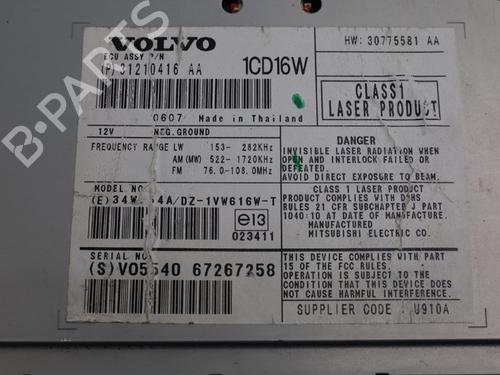 VOLVO
ECU ASSY P/N
(P) 31210416 AA
1CD16W
0607 Made in Thailand
12V NEG. GROUND
FREQUENCY RANGE LW 153- 282KHz
AM (MW) 522- 1720KHz
FM 76.0-108.0MHz
MODEL NO
4A/DZ-1VW616W-T
e13
023411
SERIAL NO
(S) V05540 67267258
HW: 30775581 AA
CLASS1
LASER PRODUCT
DANGER
INVISIBLE LASER RADIATION WHEN
OPEN AND INTERLOCK FAILED OR
DEFEATED.
AVOID DIRECT EXPOSURE TO BEAM.
CLASS 1 LASER PRODUCT
PRODUCT COMPLIES WITH DHHS
RULES 21 CFR SUBCHAPTER J PART
1040:10 AT DATE OF MANUFACTURE.
MANUFACTURED
MITSUBISHI ELECTRIC CO.
THIS DEVICE COMPLIES WITH PART
15 OF THE FCC RULES.
OPERATION IS SUBJECT TO THE
CONDITION THAT THIS DEVICE DOES
NOT CAUSE HARMFUL INTERFERENCE
SUPPLIER CODE U910A
B-PARTS